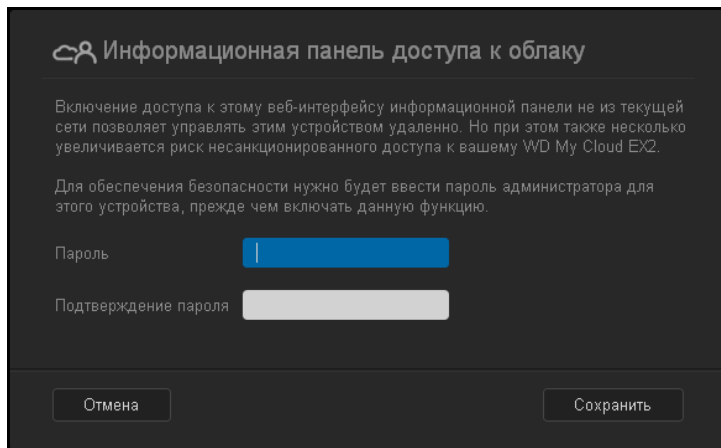 Информационная панель доступа к облаку
Включение доступа к этому веб-интерфейсу информационной панели не из текущей
сети позволяет управлять этим устройством удаленно. Но при этом также несколько
увеличивается риск несанкционированного доступа к вашему WD My Cloud EX2.
Для обеспечения безопасности нужно будет ввести пароль администратора для
этого устройства, прежде чем включать данную функцию.
Пароль
Подтверждение пароля
Отмена
Сохранить